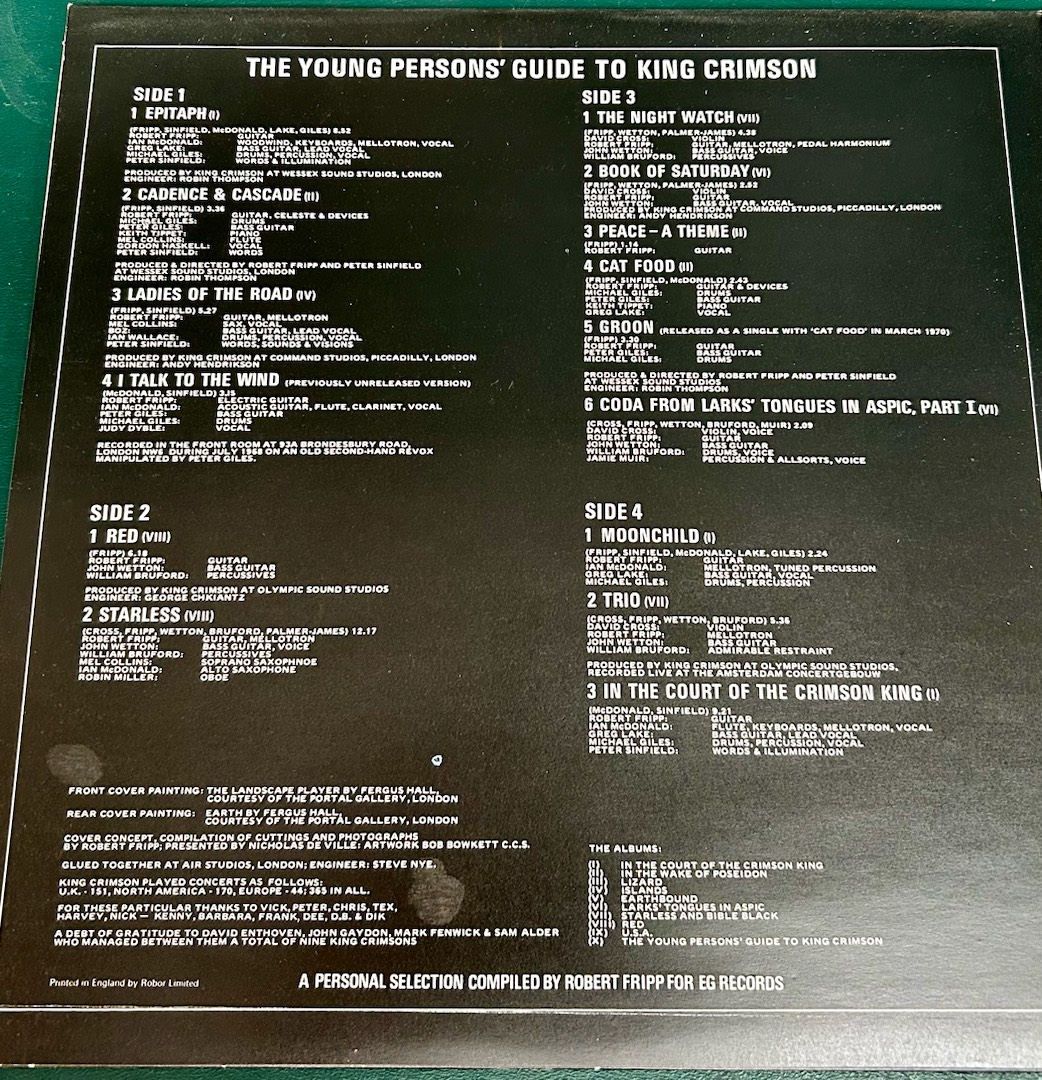 THE YOUNG PERSONS' GUIDE TO KING CRIMSON
SIDE 1
1 EPITAPH (I)
(FRIPP, SINFIELD, McDONALD, LAKE, GILES) 8.52
ROBERT FRIPP: GUITAR
IAN McDONALD: WOODWIND, KEYBOARDS, MELLOTRON, VOCAL
GREG LAKE: BASS GUITAR, LEAD VOCAL
MICHAEL GILES: DRUMS, PERCUSSION, VOCAL
PETER SINFIELD: WORDS & ILLUMINATION
PRODUCED BY KING CRIMSON AT WESSEX SOUND STUDIOS, LONDON
ENGINEER: ROBIN THOMPSON
2 CADENCE & CASCADE (II)
(FRIPP, SINFIELD) 3.36
ROBERT FRIPP: GUITAR, CELESTE & DEVICES
MICHAEL GILES: DRUMS
PETER GILES: BASS GUITAR
KEITH TIPPET: PIANO
MEL COLLINS: FLUTE
GORDON HASKELL: VOCAL
PETER SINFIELD: WORDS
PRODUCED & DIRECTED BY ROBERT FRIPP AND PETER SINFIELD
AT WESSEX SOUND STUDIOS, LONDON
ENGINEER: ROBIN THOMPSON
3 LADIES OF THE ROAD (IV)
(FRIPP, SINFIELD) 5.27
ROBERT FRIPP: GUITAR, MELLOTRON
MEL COLLINS: SAX, VOCAL
BOZ: BASS GUITAR, LEAD VOCAL
IAN WALLACE: DRUMS, PERCUSSION, VOCAL
PETER SINFIELD: WORDS, SOUNDS & VISIONS
PRODUCED BY KING CRIMSON AT COMMAND STUDIOS, PICCADILLY, LONDON
ENGINEER: ANDY HENDRIKSON
4 I TALK TO THE WIND (PREVIOUSLY UNRELEASED VERSION)
(McDONALD, SINFIELD) 3.15
ROBERT FRIPP: ELECTRIC GUITAR
IAN McDONALD: ACOUSTIC GUITAR, FLUTE, CLARINET, VOCAL
PETER GILES: BASS GUITAR
MICHAEL GILES: DRUMS
JUDY DYBLE: VOCAL
RECORDED IN THE FRONT ROOM AT 93A BRONDESBURY ROAD,
LONDON NW6 DURING JULY 1968 ON AN OLD SECOND-HAND REVOX
MANIPULATED BY PETER GILES.
SIDE 2
1 RED (VIII)
(FRIPP) 6.18
ROBERT FRIPP: GUITAR
JOHN WETTON: BASS GUITAR
WILLIAM BRUFORD: PERCUSSIVES
PRODUCED BY KING CRIMSON AT OLYMPIC SOUND STUDIOS
ENGINEER: GEORGE CHKIANTZ
2 STARLESS (VIII)
(CROSS, FRIPP, WETTON, BRUFORD, PALMER-JAMES) 12.17
ROBERT FRIPP: GUITAR, MELLOTRON
JOHN WETTON: BASS GUITAR, VOICE
WILLIAM BRUFORD: PERCUSSIVES
MEL COLLINS: SOPRANO SAXOPHNOE
IAN McDONALD: ALTO SAXOPHONE
ROBIN MILLER: OBOE
FRONT COVER PAINTING: THE LANDSCAPE PLAYER BY FERGUS HALL,
COURTESY OF THE PORTAL GALLERY, LONDON
REAR COVER PAINTING: EARTH BY FERGUS HALL,
COURTESY OF THE PORTAL GALLERY, LONDON
COVER CONCEPT, COMPILATION OF CUTTINGS AND PHOTOGRAPHS
BY ROBERT FRIPP; PRESENTED BY NICHOLAS DE VILLE: ARTWORK BOB BOWKETT C.C.S.
GLUED TOGETHER AT AIR STUDIOS, LONDON; ENGINEER: STEVE NYE.
KING CRIMSON PLAYED CONCERTS AS FOLLOWS:
U.K. - 151, NORTH AMERICA - 170, EUROPE - 44; 365 IN ALL.
FOR THESE PARTICULAR THANKS TO VICK, PETER, CHRIS, TEX,
HARVEY, NICK — KENNY, BARBARA, FRANK, DEE, D.B. & DIK
A DEBT OF GRATITUDE TO DAVID ENTHOVEN, JOHN GAYDON, MARK FENWICK & SAM ALDER
WHO MANAGED BETWEEN THEM A TOTAL OF NINE KING CRIMSONS
SIDE 3
1 THE NIGHT WATCH (VII)
(FRIPP, WETTON, PALMER-JAMES) 4.38
DAVID CROSS: VIOLIN
ROBERT FRIPP: GUITAR, MELLOTRON, PEDAL HARMONIUM
JOHN WETTON: BASS GUITAR, VOICE
WILLIAM BRUFORD: PERCUSSIVES
2 BOOK OF SATURDAY (VI)
(FRIPP, WETTON, PALMER-JAMES) 2.52
DAVID CROSS: VIOLIN
ROBERT FRIPP: GUITAR
JOHN WETTON: BASS GUITAR, VOCAL
PRODUCED BY KING CRIMSON AT COMMAND STUDIOS, PICCADILLY, LONDON
ENGINEER: ANDY HENDRIKSON
3 PEACE – A THEME (II)
(FRIPP) 1.14
ROBERT FRIPP: GUITAR
4 CAT FOOD (II)
(FRIPP, SINFIELD, McDONALD) 2.43
ROBERT FRIPP: GUITAR & DEVICES
MICHAEL GILES: DRUMS
PETER GILES: BASS GUITAR
KEITH TIPPET: PIANO
GREG LAKE: VOCAL
5 GROON (RELEASED AS A SINGLE WITH 'CAT FOOD' IN MARCH 1970)
(FRIPP) 3.30
ROBERT FRIPP: GUITAR
PETER GILES: BASS GUITAR
MICHAEL GILES: DRUMS
PRODUCED & DIRECTED BY ROBERT FRIPP AND PETER SINFIELD
AT WESSEX SOUND STUDIOS
ENGINEER: ROBIN THOMPSON
6 CODA FROM LARKS' TONGUES IN ASPIC, PART I (VI)
(CROSS, FRIPP, WETTON, BRUFORD, MUIR) 2.09
DAVID CROSS: VIOLIN, VOICE
ROBERT FRIPP: GUITAR
JOHN WETTON: BASS GUITAR
WILLIAM BRUFORD: DRUMS, VOICE
JAMIE MUIR: PERCUSSION & ALLSORTS, VOICE
SIDE 4
1 MOONCHILD (I)
(FRIPP, SINFIELD, McDONALD, LAKE, GILES) 2.24
ROBERT FRIPP: GUITAR
IAN McDONALD: MELLOTRON, TUNED PERCUSSION
GREG LAKE: BASS GUITAR, VOCAL
MICHAEL GILES: DRUMS, PERCUSSION
2 TRIO (VII)
(CROSS, FRIPP, WETTON, BRUFORD) 5.36
DAVID CROSS: VIOLIN
ROBERT FRIPP: MELLOTRON
JOHN WETTON: BASS GUITAR
WILLIAM BRUFORD: ADMIRABLE RESTRAINT
PRODUCED BY KING CRIMSON AT OLYMPIC SOUND STUDIOS,
RECORDED LIVE AT THE AMSTERDAM CONCERTGEBOUW
3 IN THE COURT OF THE CRIMSON KING (I)
(McDONALD, SINFIELD) 9.21
ROBERT FRIPP: GUITAR
IAN McDONALD: FLUTE, KEYBOARDS, MELLOTRON, VOCAL
GREG LAKE: BASS GUITAR, LEAD VOCAL
MICHAEL GILES: DRUMS, PERCUSSION, VOCAL
PETER SINFIELD: WORDS & ILLUMINATION
THE ALBUMS:
(I) IN THE COURT OF THE CRIMSON KING
(II) IN THE WAKE OF POSEIDON
(III) LIZARD
(IV) ISLANDS
(V) EARTHBOUND
(VI) LARKS' TONGUES IN ASPIC
(VII) STARLESS AND BIBLE BLACK
(VIII) RED
(IX) U.S.A.
(X) THE YOUNG PERSONS' GUIDE TO KING CRIMSON
Printed in England by Robor Limited
A PERSONAL SELECTION COMPILED BY ROBERT FRIPP FOR EG RECORDS